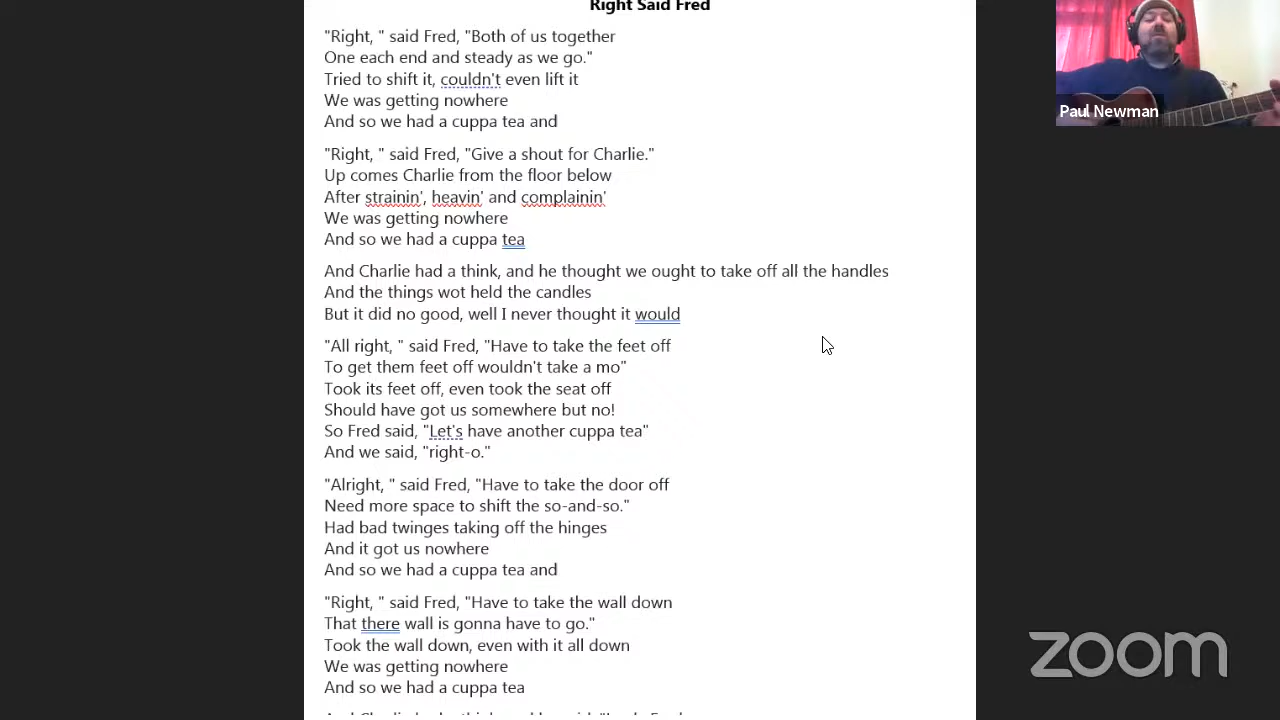 Right Said Fred
"Right, " said Fred, "Both of us together
One each end and steady as we go."
Tried to shift it, couldn't even lift it
We was getting nowhere
And so we had a cuppa tea and
"Right, " said Fred, "Give a shout for Charlie."
Up comes Charlie from the floor below
After strainin', heavin' and complainin'
We was getting nowhere
And so we had a cuppa tea
And Charlie had a think, and he thought we ought to take off all the handles
And the things wot held the candles
But it did no good, well I never thought it would
"All right, " said Fred, "Have to take the feet off
To get them feet off wouldn't take a mo"
Took its feet off, even took the seat off
Should have got us somewhere but no!
So Fred said, "Let's have another cuppa tea"
And we said, "right-o."
"Alright, " said Fred, "Have to take the door off
Need more space to shift the so-and-so."
Had bad twinges taking off the hinges
And it got us nowhere
And so we had a cuppa tea and
"Right, " said Fred, "Have to take the wall down
That there wall is gonna have to go."
Took the wall down, even with it all down
We was getting nowhere
And so we had a cuppa tea
Paul Newman
zoom